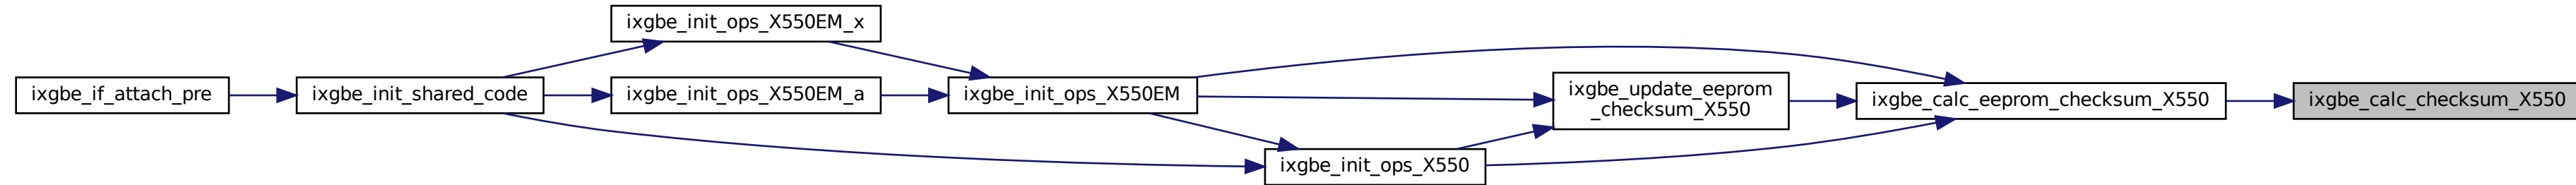 ixgbe_init_ops_X550EM_x
ixgbe_if_attach_pre
ixgbe_init_shared_code
ixgbe_init_ops_X550EM_a
ixgbe_init_ops_X550EM
ixgbe_update_eeprom
_checksum_X550
ixgbe_calc_eeprom_checksum_X550
ixgbe_calc_checksum_X550
ixgbe_init_ops_X550